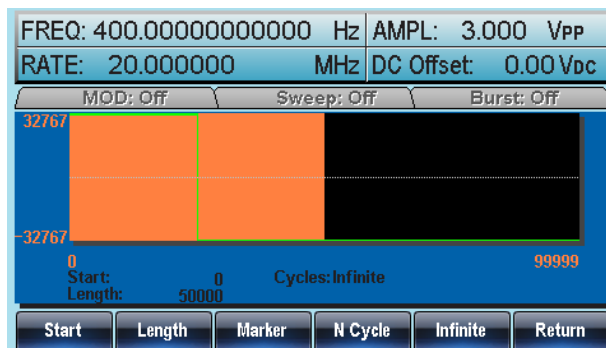 FREQ: 400.00000000000 Hz AMPL: 3.000 VPP
RATE: 20.000000 MHz DC Offset: 0.00 VDC
MOD: Off Sweep: Off Burst: Off
32767
-32767
0 99999
Start: 0 Cycles:Infinite
Length: 50000
Start Length Marker N Cycle Infinite Return